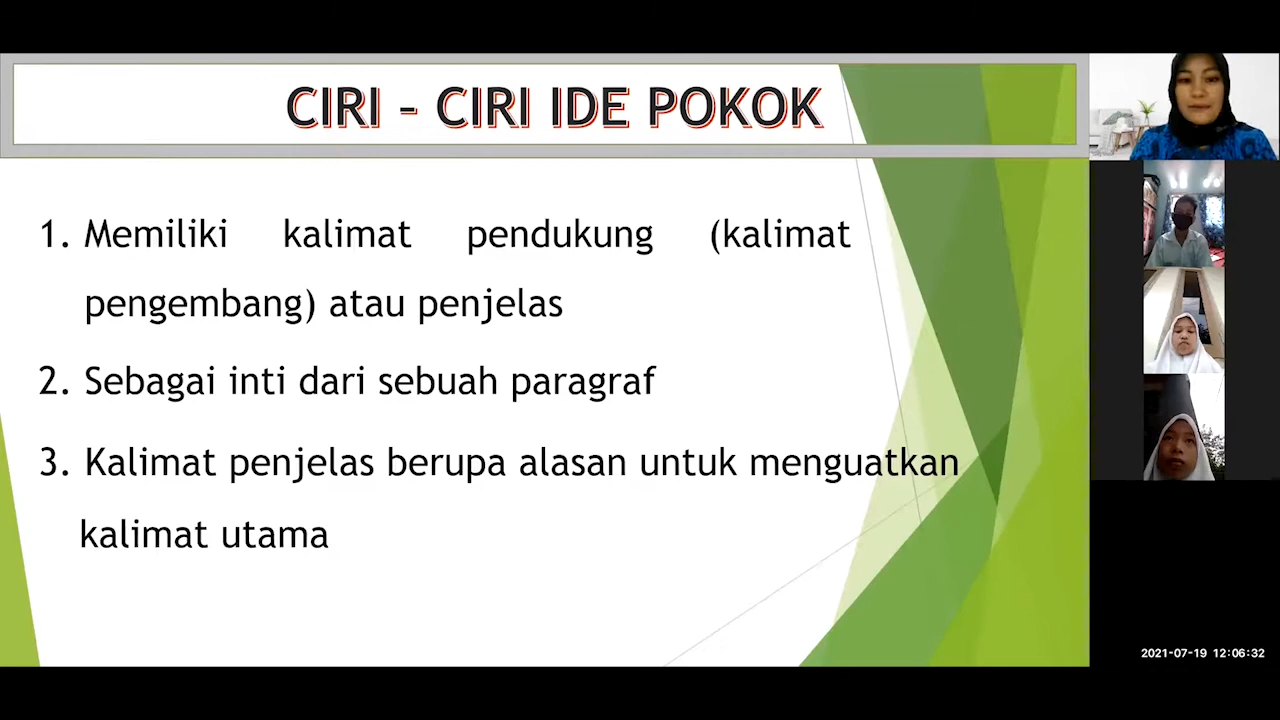 CIRI - CIRI IDE POKOK
1. Memiliki kalimat pendukung (kalimat
pengembang) atau penjelas
2. Sebagai inti dari sebuah paragraf
3. Kalimat penjelas berupa alasan untuk menguatkan
kalimat utama
2021-07-19 12:06:32